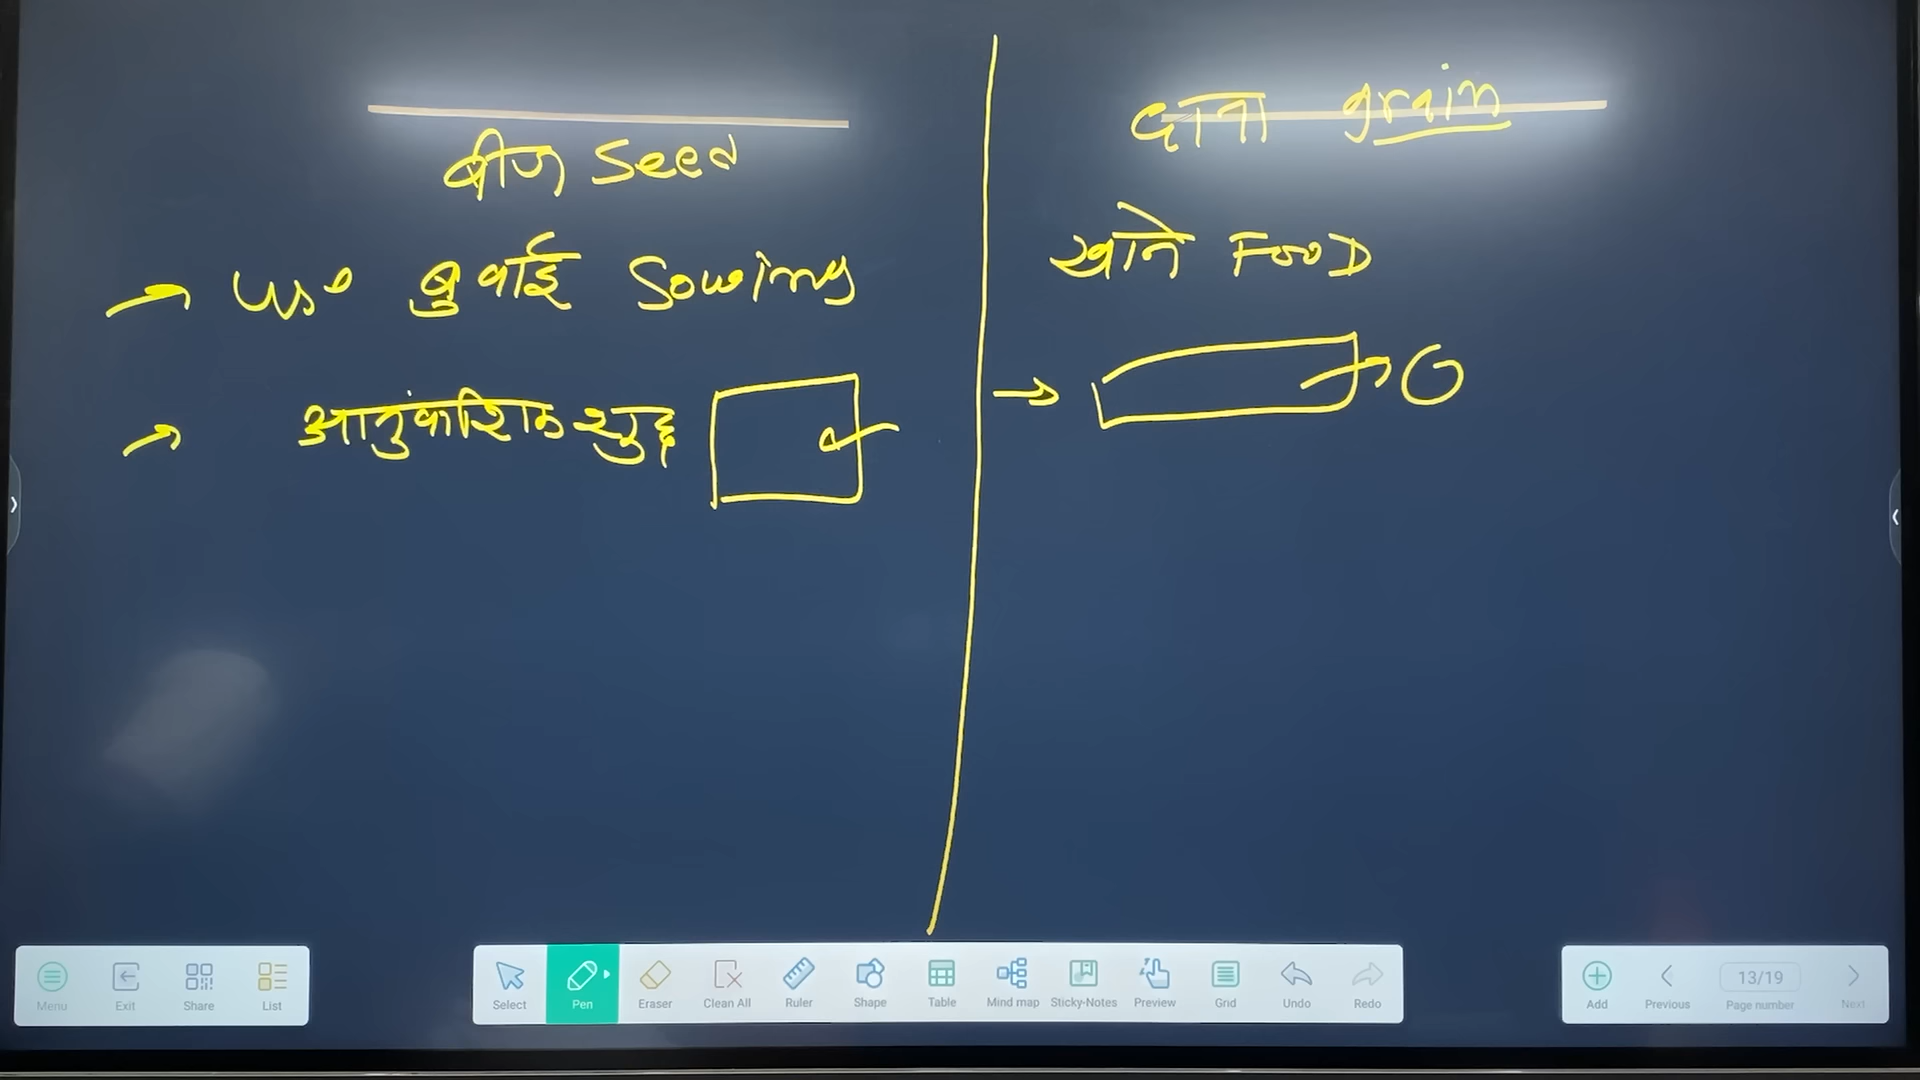 बीज Seed
→ Use बुवाई Sowing
→ आनुवंशिक शुद्ध
दाना grain
खाने FOOD
→
Menu Exit Share List
Select Pen Eraser Clean All Ruler Shape Table Mind map Sticky-Notes Preview Grid Undo Redo
13/19
Add Previous Page number Next